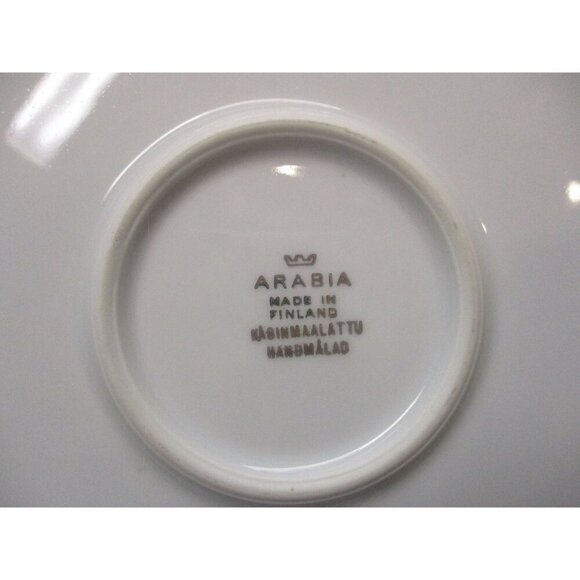 ARABIA
MADE IN
FINLAND
KÄSINMAALATTU
HANDMÅLAD